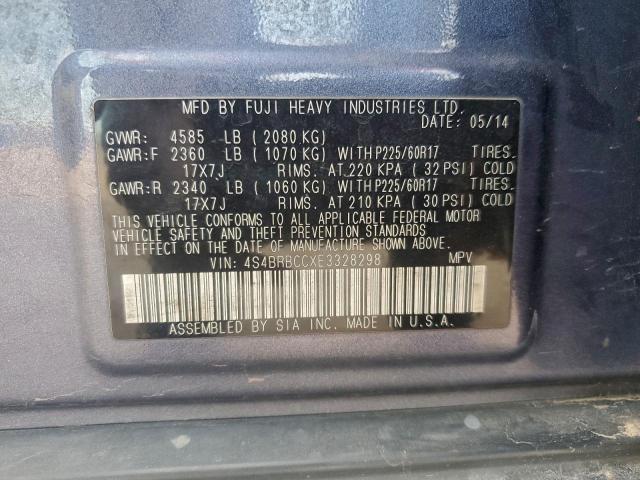 MFD BY FUJI HEAVY INDUSTRIES LTD.
DATE: 05/14
GVWR: 4585 LB ( 2080 KG)
GAWR:F 2360 LB ( 1070 KG) WITH P225/60R17 TIRES.
17X7J RIMS. AT 220 KPA ( 32 PSI) COLD
GAWR:R 2340 LB ( 1060 KG) WITH P225/60R17 TIRES.
17X7J RIMS. AT 210 KPA ( 30 PSI) COLD
THIS VEHICLE CONFORMS TO ALL APPLICABLE FEDERAL MOTOR
VEHICLE SAFETY AND THEFT PREVENTION STANDARDS
IN EFFECT ON THE DATE OF MANUFACTURE SHOWN ABOVE.
VIN: 4S4BRBCCXE3328298 MPV
ASSEMBLED BY SIA INC. MADE IN U.S.A.